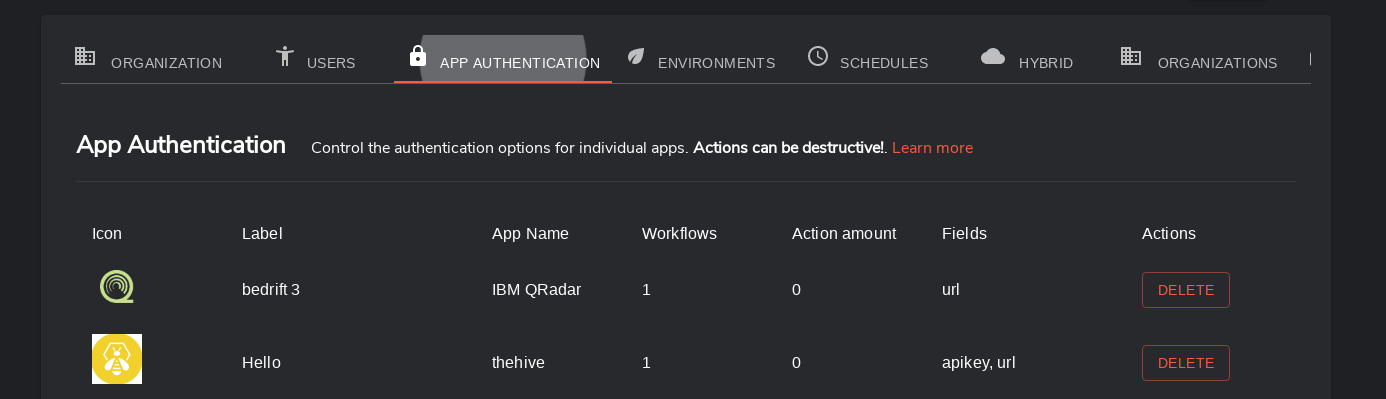 ORGANIZATION USERS APP AUTHENTICATION ENVIRONMENTS SCHEDULES HYBRID ORGANIZATIONS
App Authentication Control the authentication options for individual apps. Actions can be destructive!. Learn more
Icon Label App Name Workflows Action amount Fields Actions
bedrift 3 IBM QRadar 1 0 url DELETE
Hello thehive 1 0 apikey, url DELETE